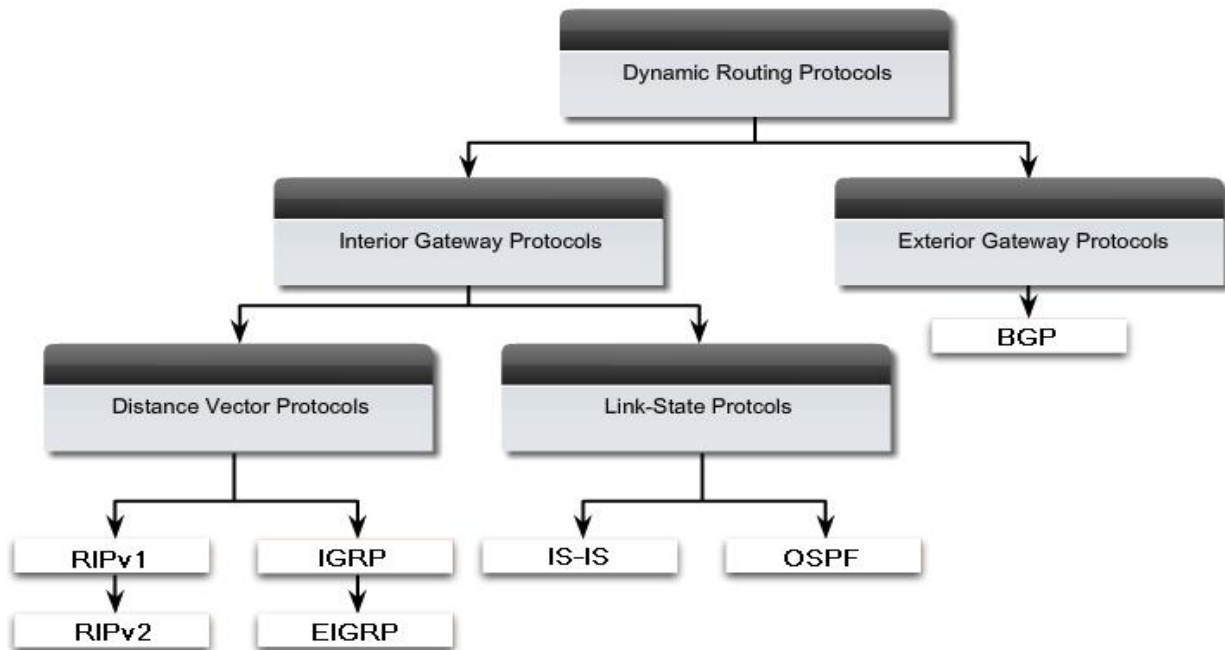 Dynamic Routing Protocols
Interior Gateway Protocols
Exterior Gateway Protocols
BGP
Distance Vector Protocols
Link-State Protcols
RIPv1
IGRP
IS-IS
OSPF
RIPv2
EIGRP